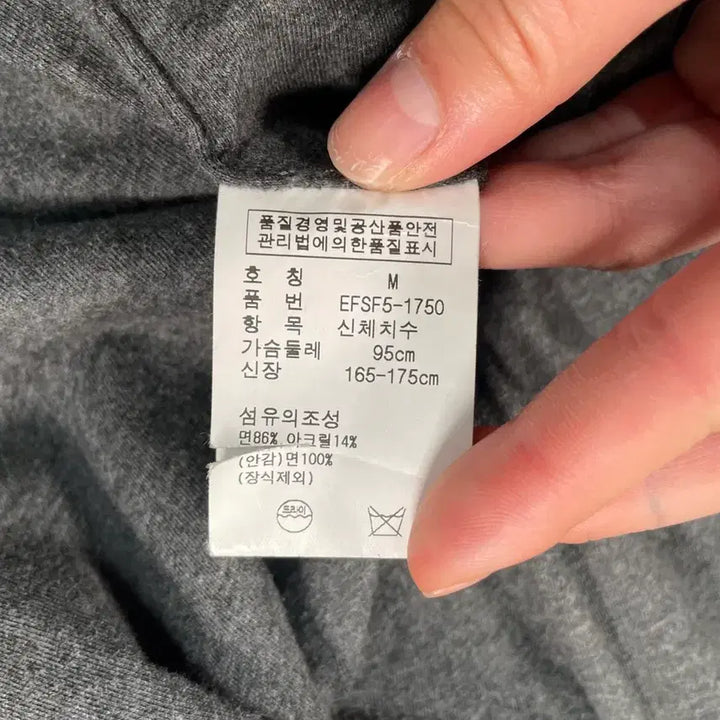 품질경영및공산품안전
관리법에의한품질표시
호 칭 M
품 번 EFSF5-1750
항 목 신체치수
가슴둘레 95cm
신장 165-175cm
섬유의조성
면86% 아크릴14%
(안감)면100%
(장식제외)
드라이